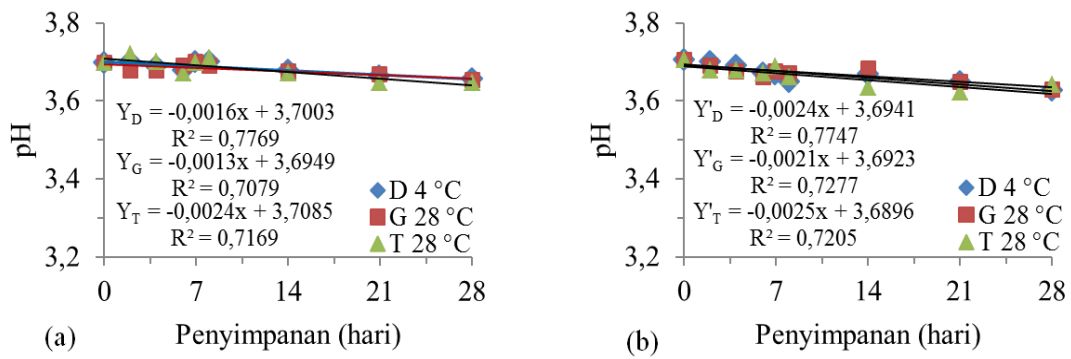 3,8
3,6
3,4
3,2
pH
Y_D = -0,0016x + 3,7003
R² = 0,7769
Y_G = -0,0013x + 3,6949
R² = 0,7079
Y_T = -0,0024x + 3,7085
R² = 0,7169
D 4 °C
G 28 °C
T 28 °C
0 7 14 21 28
(a) Penyimpanan (hari)
3,8
3,6
3,4
3,2
pH
Y'_D = -0,0024x + 3,6941
R² = 0,7747
Y'_G = -0,0021x + 3,6923
R² = 0,7277
Y'_T = -0,0025x + 3,6896
R² = 0,7205
D 4 °C
G 28 °C
T 28 °C
0 7 14 21 28
(b) Penyimpanan (hari)